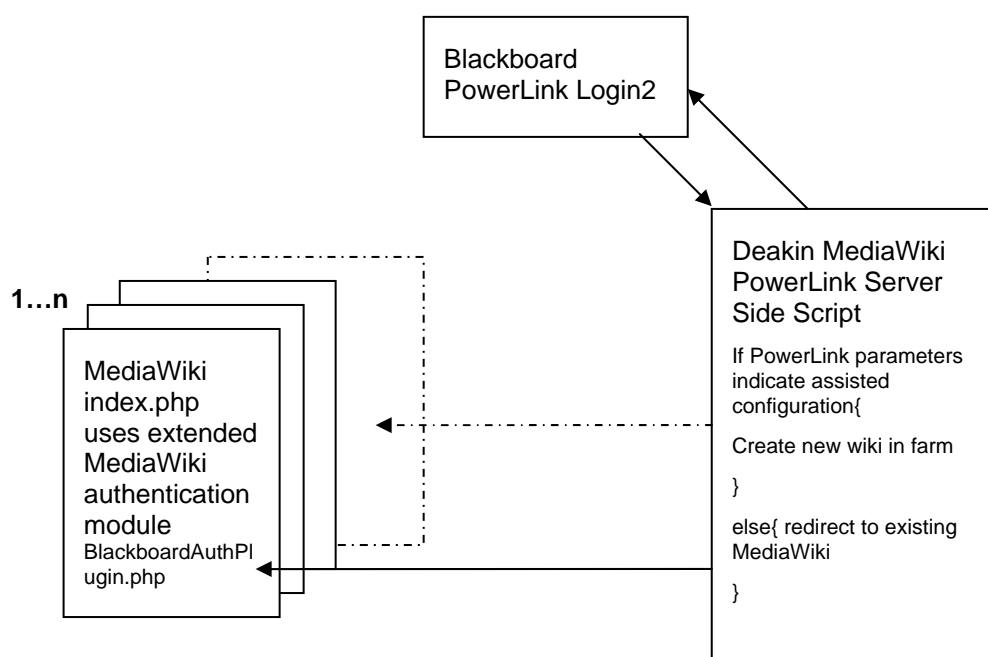 Blackboard
PowerLink Login2
Deakin MediaWiki
PowerLink Server
Side Script
If PowerLink parameters
indicate assisted
configuration{
Create new wiki in farm
}
else{ redirect to existing
MediaWiki
}
1…n
MediaWiki
index.php
uses extended
MediaWiki
authentication
module
BlackboardAuthPl
ugin.php